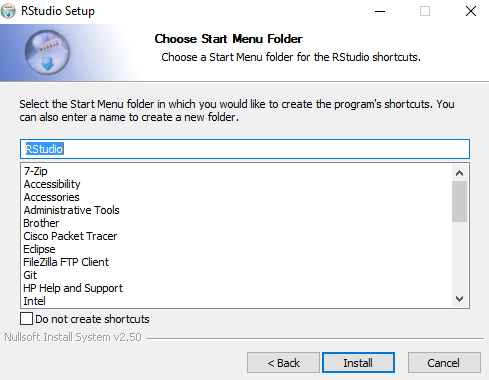 RStudio Setup
Choose Start Menu Folder
Choose a Start Menu folder for the RStudio shortcuts.
Select the Start Menu folder in which you would like to create the program's shortcuts. You
can also enter a name to create a new folder.
RStudio
7-Zip
Accessibility
Accessories
Administrative Tools
Brother
Cisco Packet Tracer
Eclipse
FileZilla FTP Client
Git
HP Help and Support
Intel
Do not create shortcuts
Nullsoft Install System v2.50
< Back
Install
Cancel